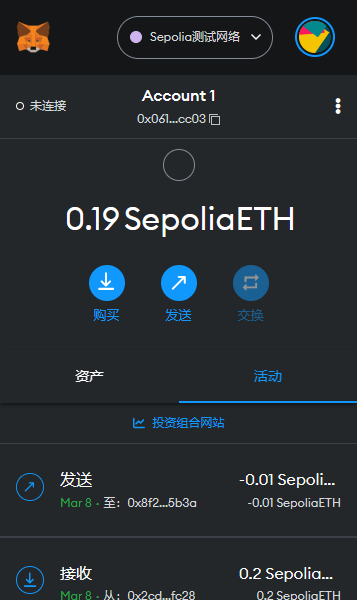 Sepolia测试网络
未连接
Account 1
0x061...cc03
0.19 SepoliaETH
购买
发送
交换
资产
活动
投资组合网站
发送
-0.01 Sepoli...
Mar 8 · 至：0x8f2...5b3a
-0.01 SepoliaETH
接收
0.2 Sepolia...
Mar 8 · 从：0x2cd...fc28
0.2 SepoliaETH